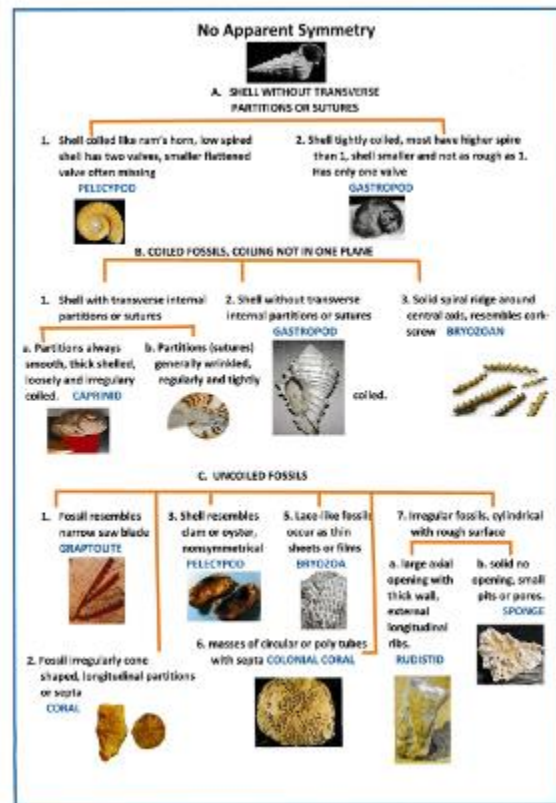 No Apparent Symmetry
A. SHELL WITHOUT TRANSVERSE
PARTITIONS OR SUTURES
1. Shell coiled like ram's horn, low spired
shell has two valves, smaller flattened
valve often missing
PELECYPOD
2. Shell tightly coiled, most have higher spire
than 1, shell smaller and not as rough as 1.
Has only one valve
GASTROPOD
B. COILED FOSSILS, COILING NOT IN ONE PLANE
1. Shell with transverse internal
partitions or sutures
a. Partitions always
smooth, thick shelled,
loosely and irregulary
coiled. CAPRINID
b. Partitions (sutures)
generally wrinkled,
regularly and tightly
coiled.
2. Shell without transverse
internal partitions or sutures
GASTROPOD
3. Solid spiral ridge around
central axis, resembles cork-
screw BRYOZOAN
C. UNCOILED FOSSILS
1. Fossil resembles
narrow saw blade
GRAPTOLITE
3. Shell resembles
clam or oyster,
nonsymmetrical
PELECYPOD
5. Lace-like fossils
occur as thin
sheets or films
BRYOZOA
7. Irregular fossils, cylindrical
with rough surface
a. large axial
opening with
thick wall,
external
longitudinal
ribs.
RUDISTID
b. solid no
opening, small
pits or pores.
SPONGE
6. masses of circular or poly tubes
with septa COLONIAL CORAL
2. Fossil irregularly cone
shaped, longitudinal partitions
or septa
CORAL